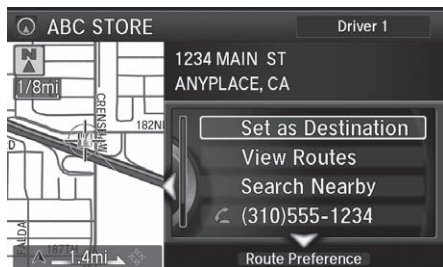 ABC STORE
Driver 1
N
1/8mi
1234 MAIN ST
ANYPLACE, CA
CRENSHAW
182N
Set as Destination
View Routes
Search Nearby
(310)555-1234
187TH
1.4mi
Route Preference